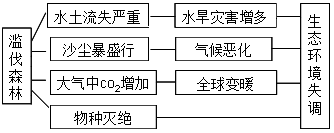 滥伐森林
水土流失严重
水旱灾害增多
沙尘暴盛行
气候恶化
大气中co₂增加
全球变暖
物种灭绝
生态环境失调